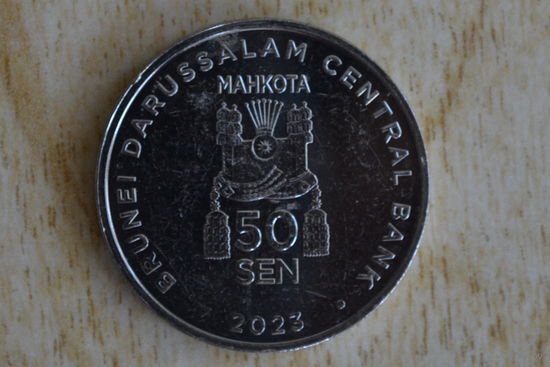 BRUNEI DARUSSALAM CENTRAL BANK
MAHKOTA
50
SEN
2023